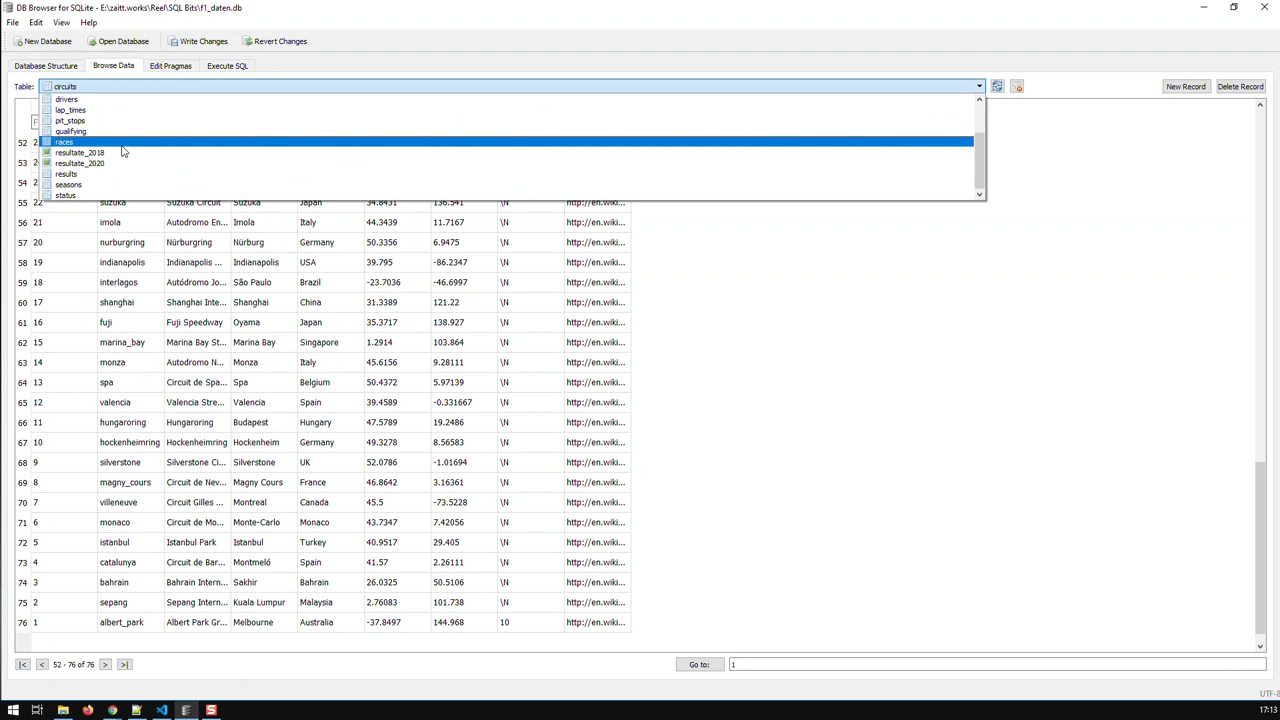 DB Browser for SQLite - E:\zaitt.works\Reel\SQL Bits\f1_daten.db
File Edit View Help
New Database Open Database Write Changes Revert Changes
Database Structure Browse Data Edit Pragmas Execute SQL
Table: circuits New Record Delete Record
drivers
lap_times
pit_stops
qualifying
52 races
resultate_2018
53 resultate_2020
results
54 seasons
status
55 22 suzuka Suzuka Circuit Suzuka Japan 34.8431 136.541 \N http://en.wiki...
56 21 imola Autodromo En... Imola Italy 44.3439 11.7167 \N http://en.wiki...
57 20 nurburgring Nürburgring Nürburg Germany 50.3356 6.9475 \N http://en.wiki...
58 19 indianapolis Indianapolis ... Indianapolis USA 39.795 -86.2347 \N http://en.wiki...
59 18 interlagos Autódromo Jo... São Paulo Brazil -23.7036 -46.6997 \N http://en.wiki...
60 17 shanghai Shanghai Inte... Shanghai China 31.3389 121.22 \N http://en.wiki...
61 16 fuji Fuji Speedway Oyama Japan 35.3717 138.927 \N http://en.wiki...
62 15 marina_bay Marina Bay St... Marina Bay Singapore 1.2914 103.864 \N http://en.wiki...
63 14 monza Autodromo N... Monza Italy 45.6156 9.28111 \N http://en.wiki...
64 13 spa Circuit de Spa... Spa Belgium 50.4372 5.97139 \N http://en.wiki...
65 12 valencia Valencia Stre... Valencia Spain 39.4589 -0.331667 \N http://en.wiki...
66 11 hungaroring Hungaroring Budapest Hungary 47.5789 19.2486 \N http://en.wiki...
67 10 hockenheimring Hockenheimring Hockenheim Germany 49.3278 8.56583 \N http://en.wiki...
68 9 silverstone Silverstone Ci... Silverstone UK 52.0786 -1.01694 \N http://en.wiki...
69 8 magny_cours Circuit de Nev... Magny Cours France 46.8642 3.16361 \N http://en.wiki...
70 7 villeneuve Circuit Gilles ... Montreal Canada 45.5 -73.5228 \N http://en.wiki...
71 6 monaco Circuit de Mo... Monte-Carlo Monaco 43.7347 7.42056 \N http://en.wiki...
72 5 istanbul Istanbul Park Istanbul Turkey 40.9517 29.405 \N http://en.wiki...
73 4 catalunya Circuit de Bar... Montmeló Spain 41.57 2.26111 \N http://en.wiki...
74 3 bahrain Bahrain Intern... Sakhir Bahrain 26.0325 50.5106 \N http://en.wiki...
75 2 sepang Sepang Intern... Kuala Lumpur Malaysia 2.76083 101.738 \N http://en.wiki...
76 1 albert_park Albert Park Gr... Melbourne Australia -37.8497 144.968 10 http://en.wiki...
|< < 52 - 76 of 76 > >| Go to: 1
UTF-8
17:13